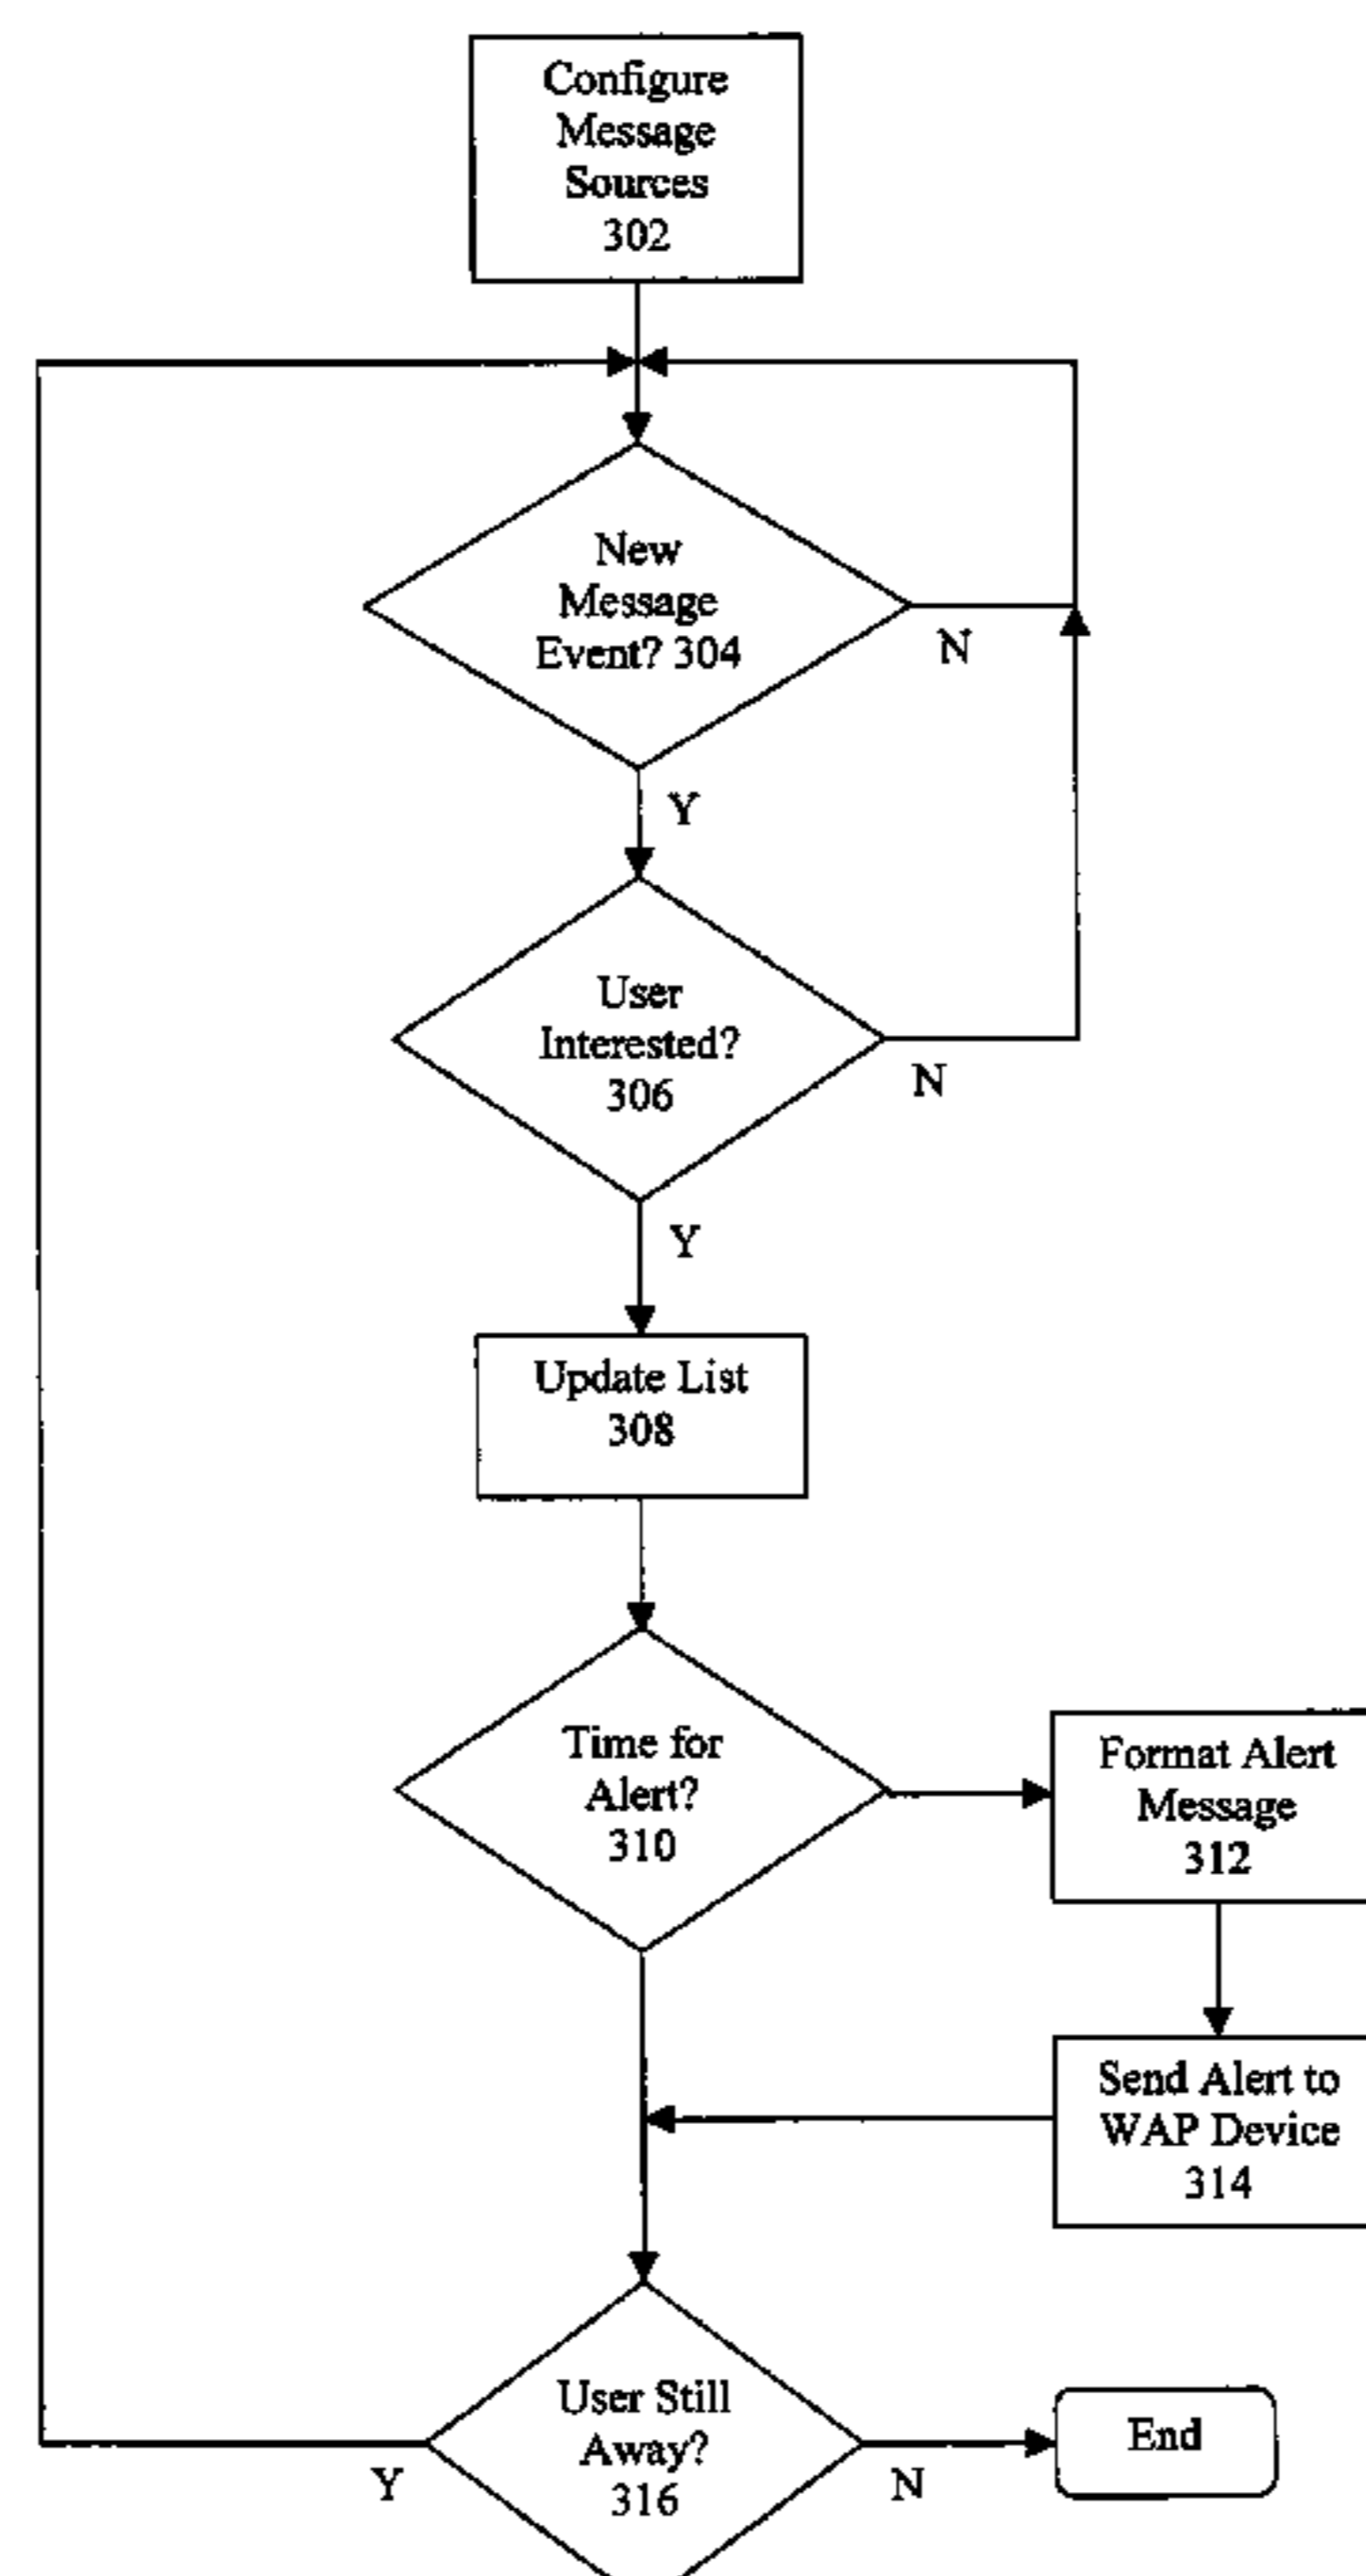 Configure
Message
Sources
302
New
Message
Event? 304
N
Y
User
Interested?
306
N
Y
Update List
308
Time for
Alert?
310
Format Alert
Message
312
Send Alert to
WAP Device
314
User Still
Away?
316
Y
N
End